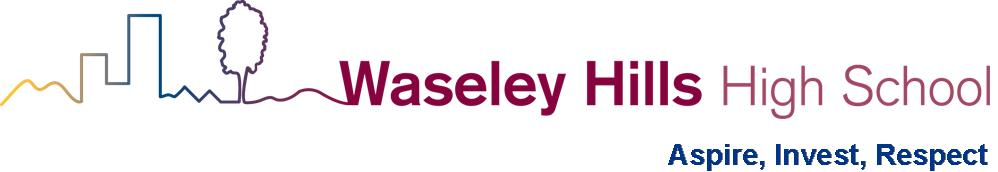 Waseley Hills High School
Aspire, Invest, Respect